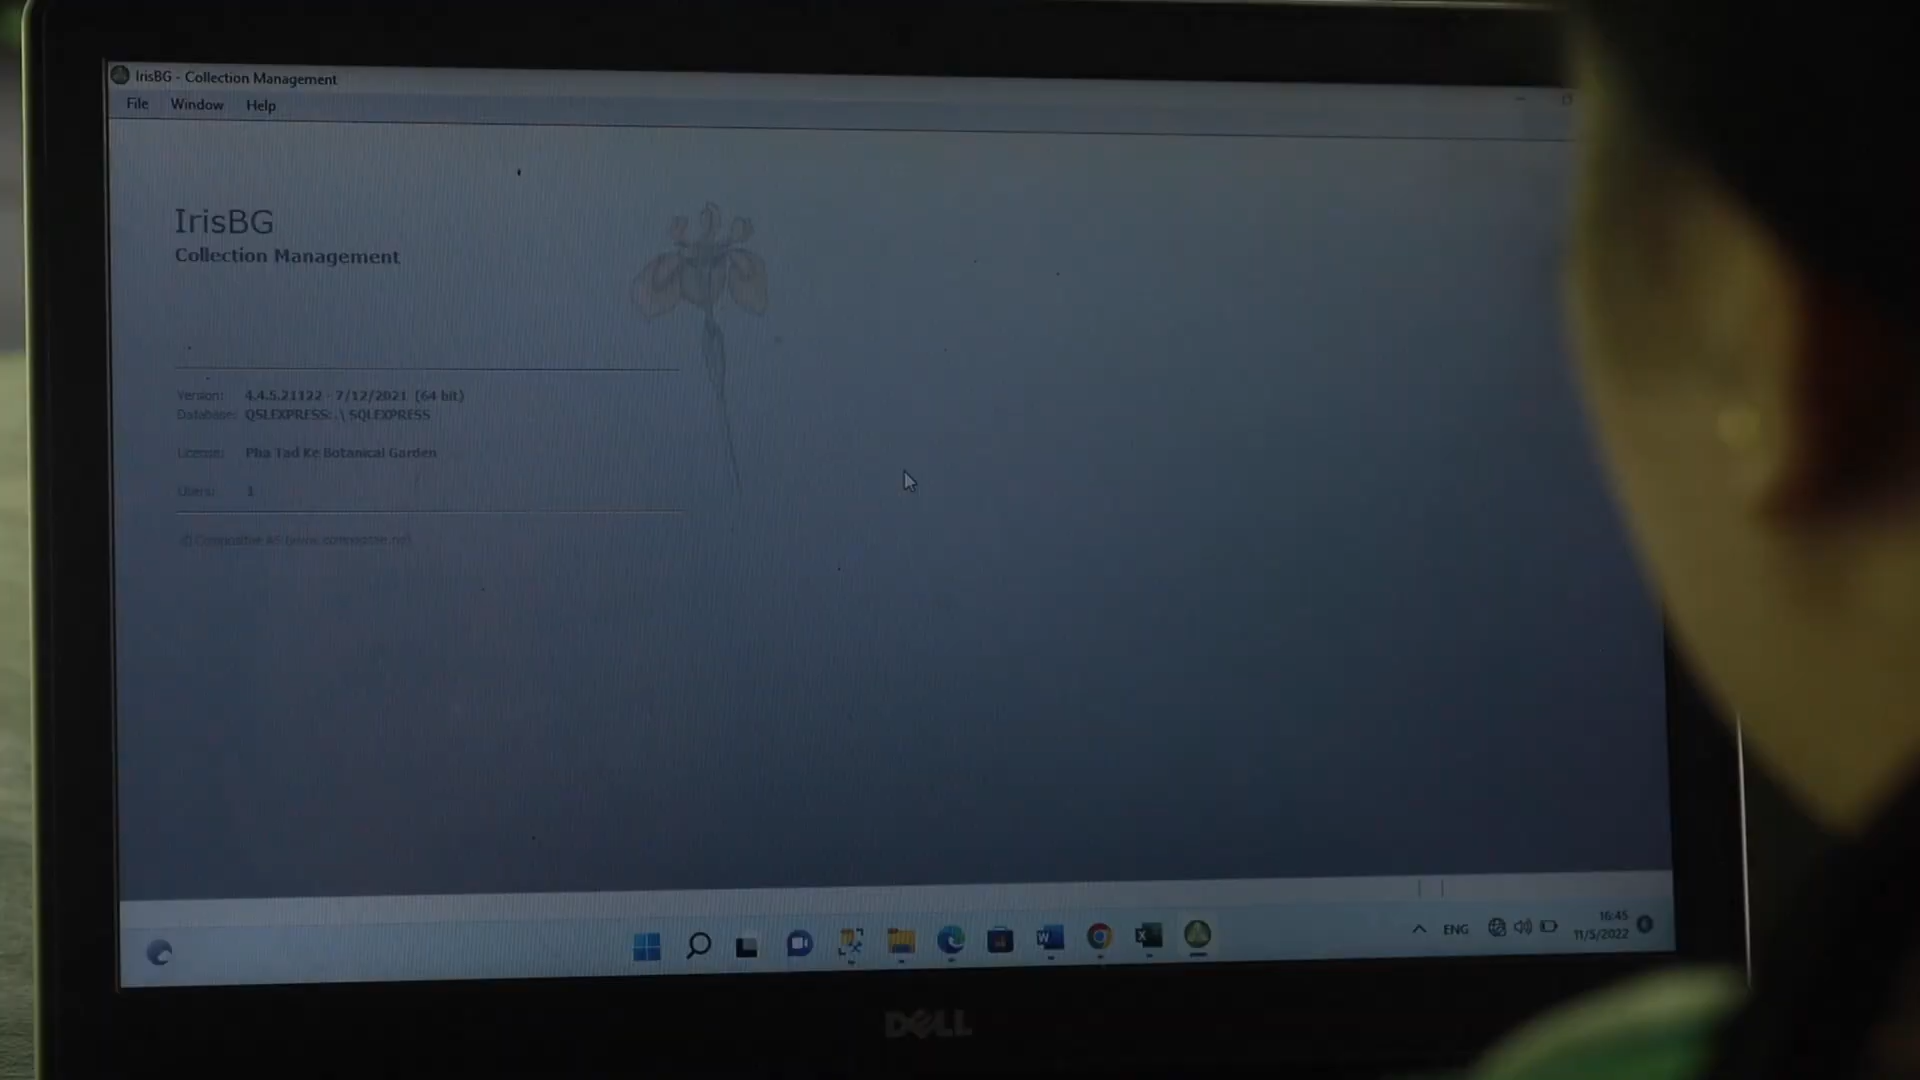 IrisBG - Collection Management
File Window Help
IrisBG
Collection Management
Version: 4.4.5.21122 - 7/12/2021 (64 bit)
Database: QSLEXPRESS: .\ SQLEXPRESS
License: Pha Tad Ke Botanical Garden
Users: 1
ENG
16:45
11/5/2022
DELL